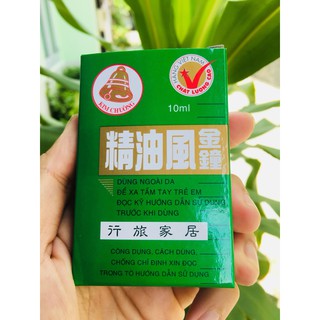 KIM CHUÔNG
HÀNG VIỆT NAM
CHẤT LƯỢNG CAO
10ml
精油風 金鐘
DÙNG NGOÀI DA
ĐỂ XA TẦM TAY TRẺ EM
ĐỌC KỸ HƯỚNG DẪN SỬ DỤNG
TRƯỚC KHI DÙNG
行旅家居
CÔNG DỤNG, CÁCH DÙNG,
CHỐNG CHỈ ĐỊNH XIN ĐỌC
TRONG TỜ HƯỚNG DẪN SỬ DỤNG